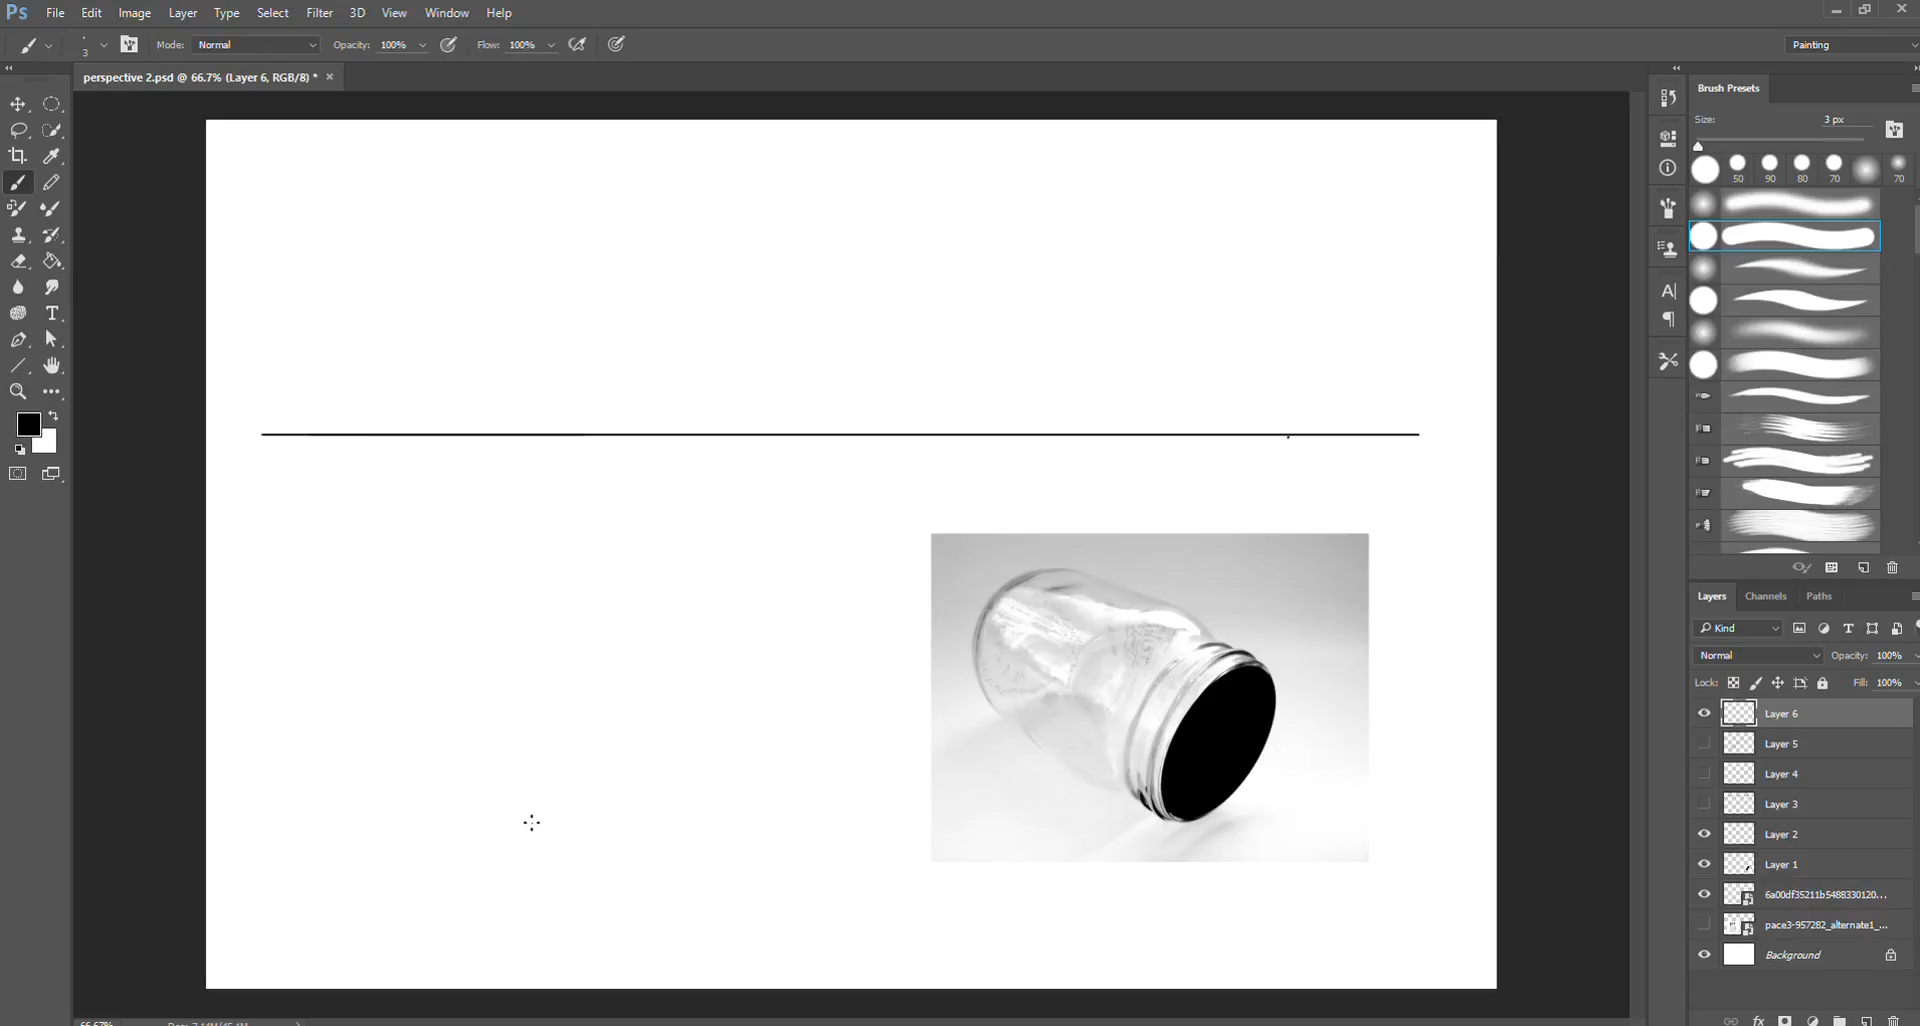 Ps File Edit Image Layer Type Select Filter 3D View Window Help
3 Mode: Normal Opacity: 100% Flow: 100% Painting
perspective 2.psd @ 66.7% (Layer 6, RGB/8) *
Brush Presets
Size: 3 px
50 90 80 70 70
Layers Channels Paths
Kind
Normal Opacity: 100%
Lock: Fill: 100%
Layer 6
Layer 5
Layer 4
Layer 3
Layer 2
Layer 1
6a00df35211b5488330120...
pace3-957282_alternate1_...
Background
66.67%